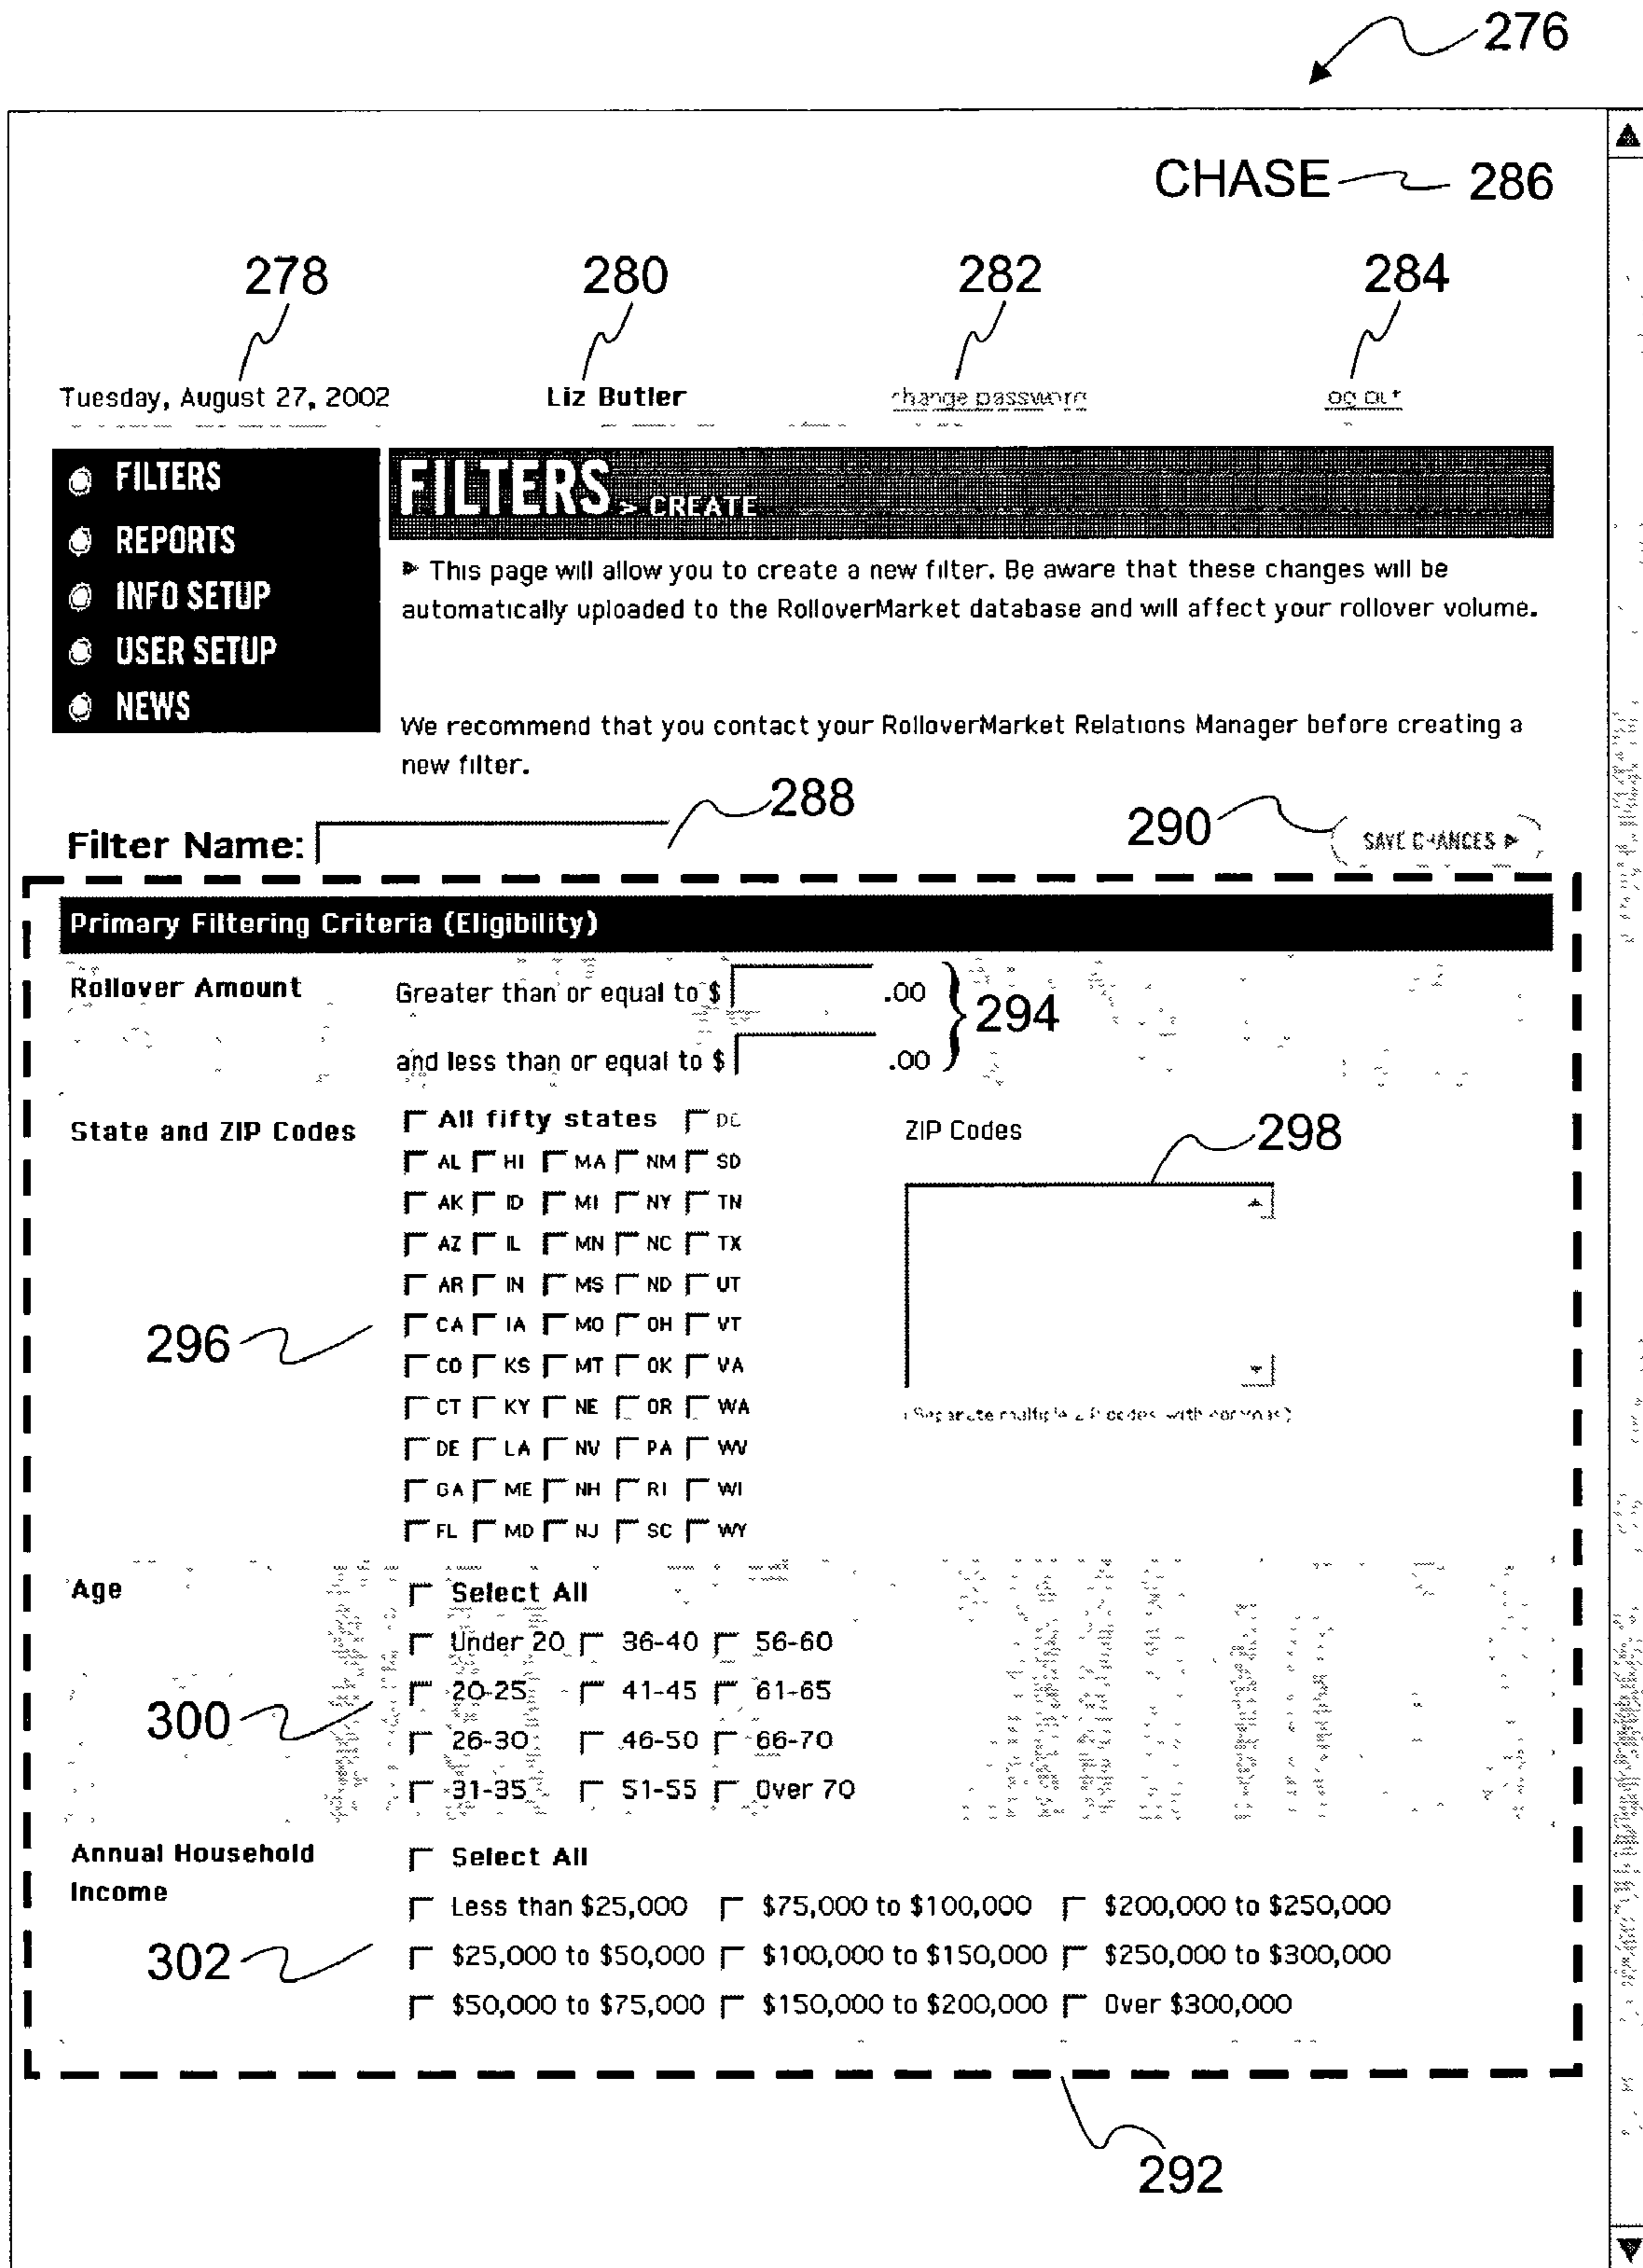 276
CHASE 286
278 280 282 284
Tuesday, August 27, 2002 Liz Butler change password log out
FILTERS
REPORTS
INFO SETUP
USER SETUP
NEWS
FILTERS > CREATE
This page will allow you to create a new filter. Be aware that these changes will be
automatically uploaded to the RolloverMarket database and will affect your rollover volume.
We recommend that you contact your RolloverMarket Relations Manager before creating a
new filter.
288
Filter Name: 290 SAVE CHANGES
Primary Filtering Criteria (Eligibility)
Rollover Amount Greater than or equal to $ .00
294
and less than or equal to $ .00
State and ZIP Codes All fifty states DC ZIP Codes 298
AL HI MA NM SD
AK ID MI NY TN
AZ IL MN NC TX
AR IN MS ND UT
296 CA IA MO OH VT
CO KS MT OK VA
CT KY NE OR WA
(Separate multiple ZIP codes with commas)
DE LA NV PA WV
GA ME NH RI WI
FL MD NJ SC WY
Age Select All
Under 20 36-40 56-60
20-25 41-45 61-65
300
26-30 46-50 66-70
31-35 51-55 Over 70
Annual Household
Income
Select All
Less than $25,000 $75,000 to $100,000 $200,000 to $250,000
302 $25,000 to $50,000 $100,000 to $150,000 $250,000 to $300,000
$50,000 to $75,000 $150,000 to $200,000 Over $300,000
292